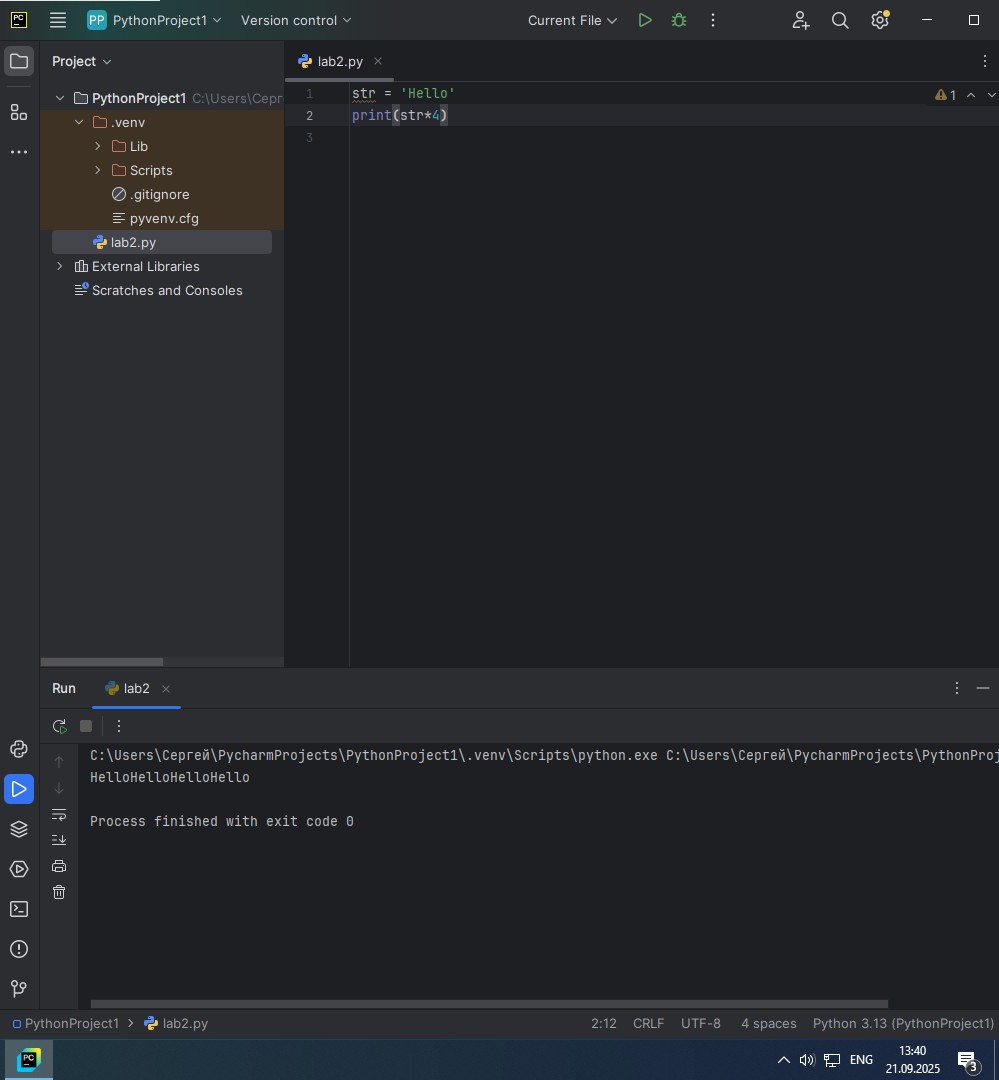 PC
PP PythonProject1 Version control Current File
Project
lab2.py
PythonProject1 C:\Users\Сер
.venv
Lib
Scripts
.gitignore
pyvenv.cfg
lab2.py
External Libraries
Scratches and Consoles
1 str = 'Hello' 1
2 print(str*4)
3
Run lab2
C:\Users\Сергей\PycharmProjects\PythonProject1\.venv\Scripts\python.exe C:\Users\Сергей\PycharmProjects\PythonProj
HelloHelloHelloHello
Process finished with exit code 0
PythonProject1 > lab2.py 2:12 CRLF UTF-8 4 spaces Python 3.13 (PythonProject1)
PC ENG 13:40
21.09.2025 3